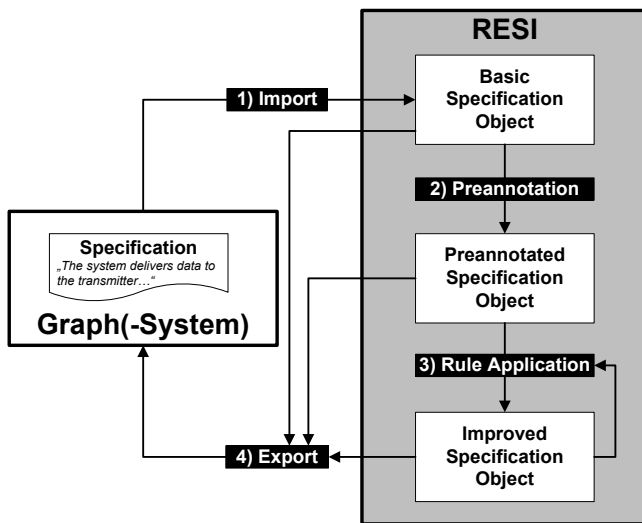 RESI
Basic
Specification
Object
1) Import
2) Preannotation
Specification
„The system delivers data to
the transmitter…“
Graph(-System)
Preannotated
Specification
Object
3) Rule Application
Improved
Specification
Object
4) Export